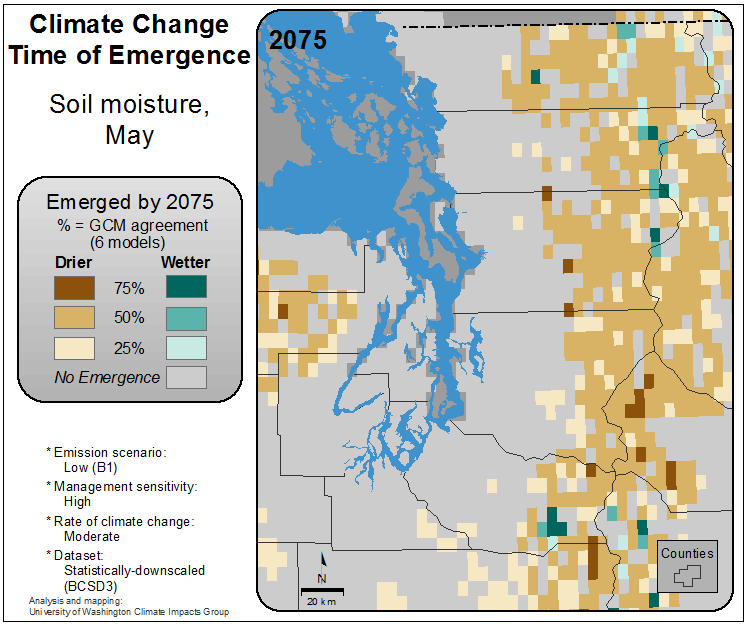 Climate Change
Time of Emergence
Soil moisture,
May
Emerged by 2075
% = GCM agreement
(6 models)
Drier Wetter
75%
50%
25%
No Emergence
* Emission scenario:
Low (B1)
* Management sensitivity:
High
* Rate of climate change:
Moderate
* Dataset:
Statistically-downscaled
(BCSD3)
Analysis and mapping:
University of Washington Climate Impacts Group
2075
N
20 km
Counties